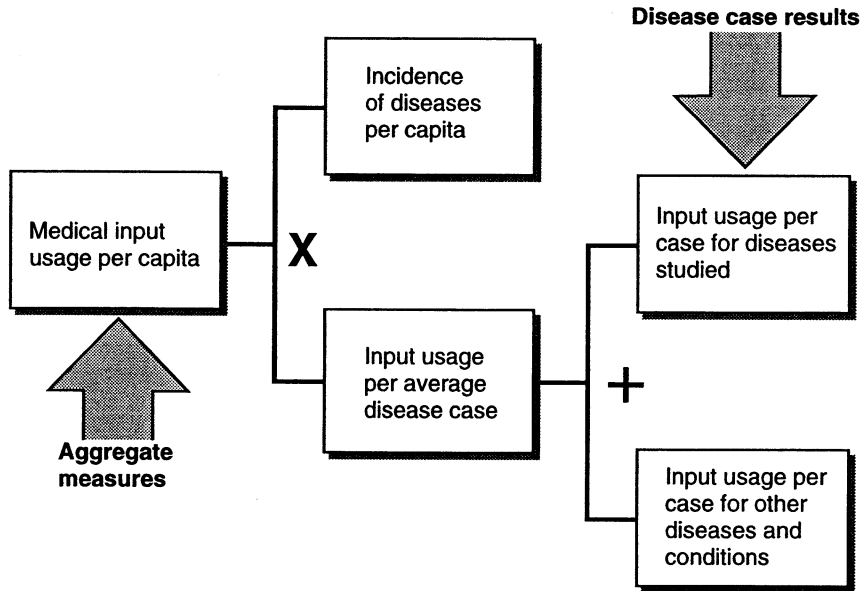 Disease case results
Incidence
of diseases
per capita
Medical input
usage per capita
X
Input usage per
case for diseases
studied
Input usage
per average
disease case
+
Aggregate
measures
Input usage per
case for other
diseases and
conditions